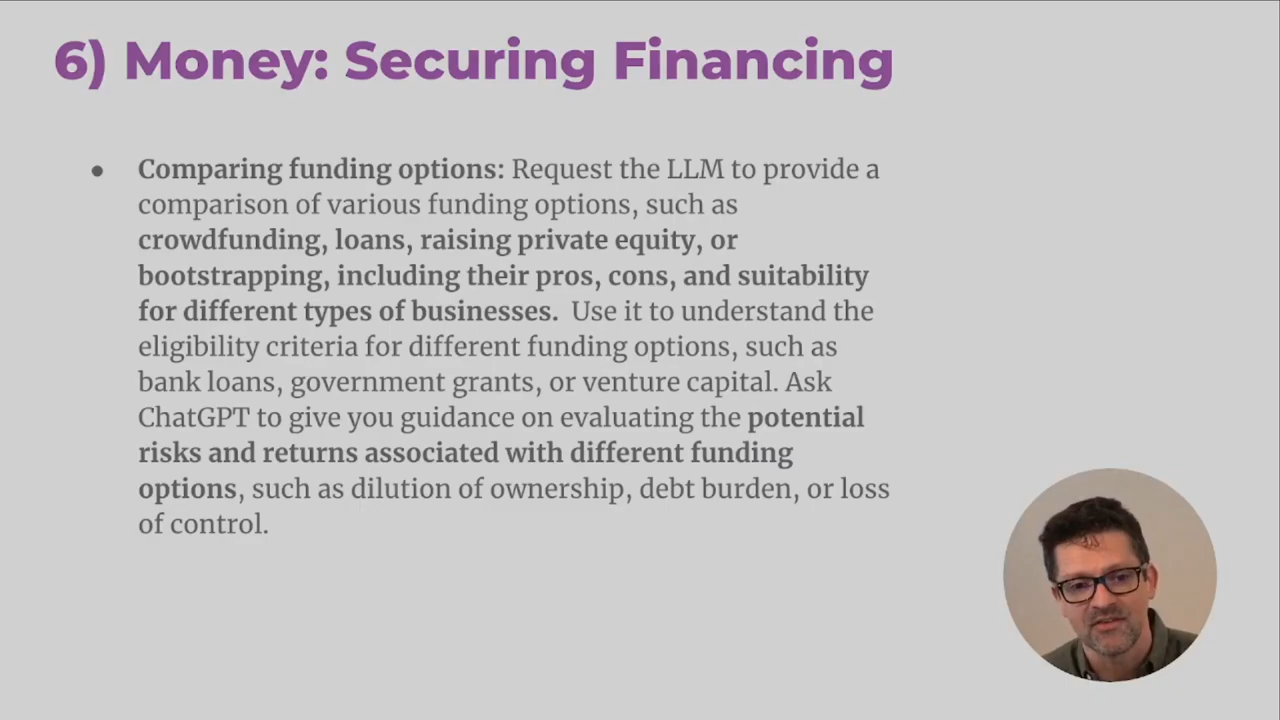 6) Money: Securing Financing
● Comparing funding options: Request the LLM to provide a
comparison of various funding options, such as
crowdfunding, loans, raising private equity, or
bootstrapping, including their pros, cons, and suitability
for different types of businesses.  Use it to understand the
eligibility criteria for different funding options, such as
bank loans, government grants, or venture capital. Ask
ChatGPT to give you guidance on evaluating the potential
risks and returns associated with different funding
options, such as dilution of ownership, debt burden, or loss
of control.